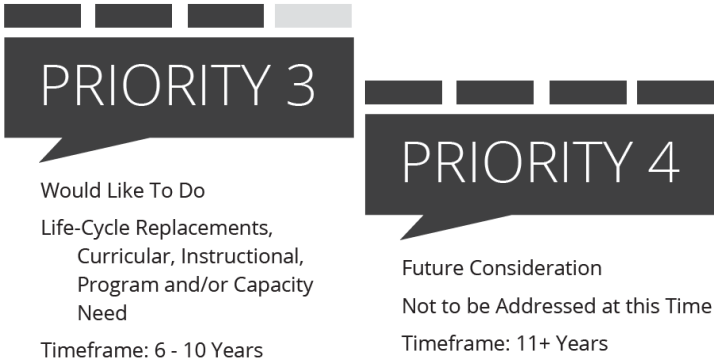 PRIORITY 3
Would Like To Do
Life-Cycle Replacements,
Curricular, Instructional,
Program and/or Capacity
Need
Timeframe: 6 - 10 Years
PRIORITY 4
Future Consideration
Not to be Addressed at this Time
Timeframe: 11+ Years